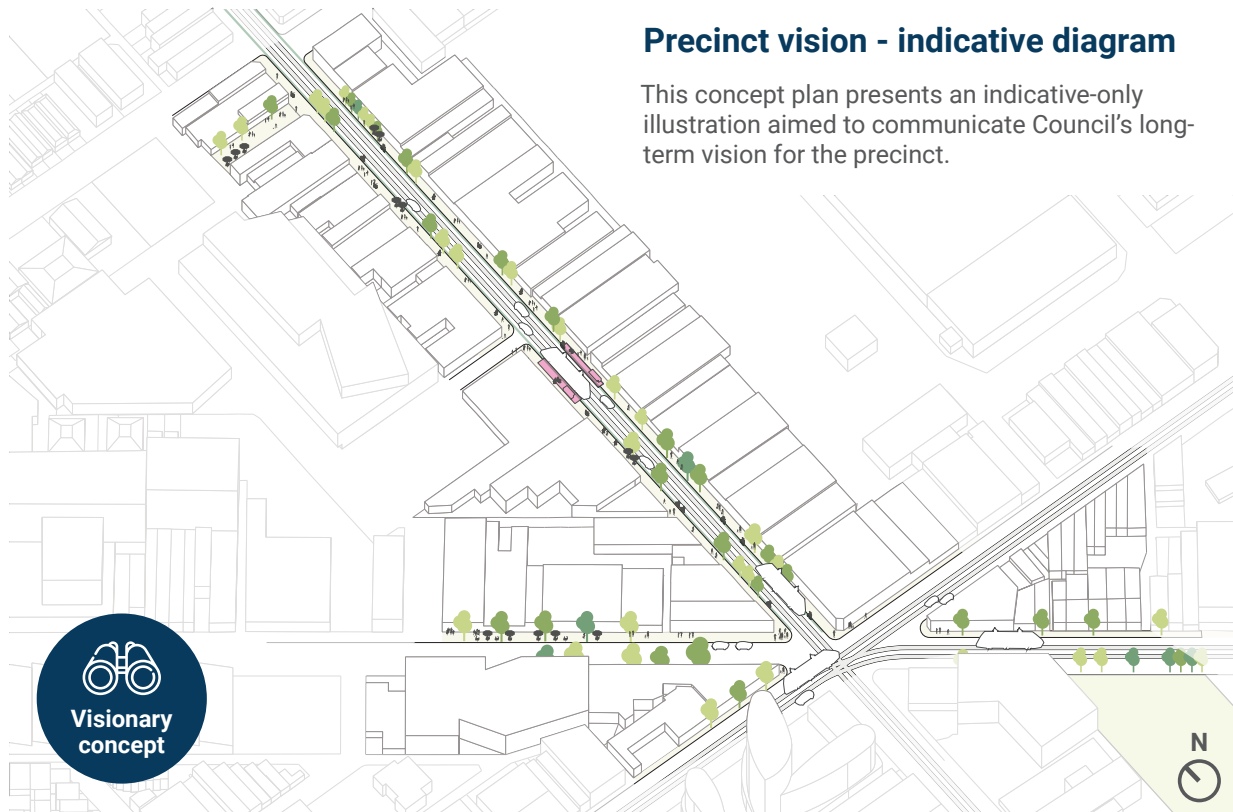 Precinct vision - indicative diagram
This concept plan presents an indicative-only
illustration aimed to communicate Council's long-
term vision for the precinct.
Visionary
concept
N